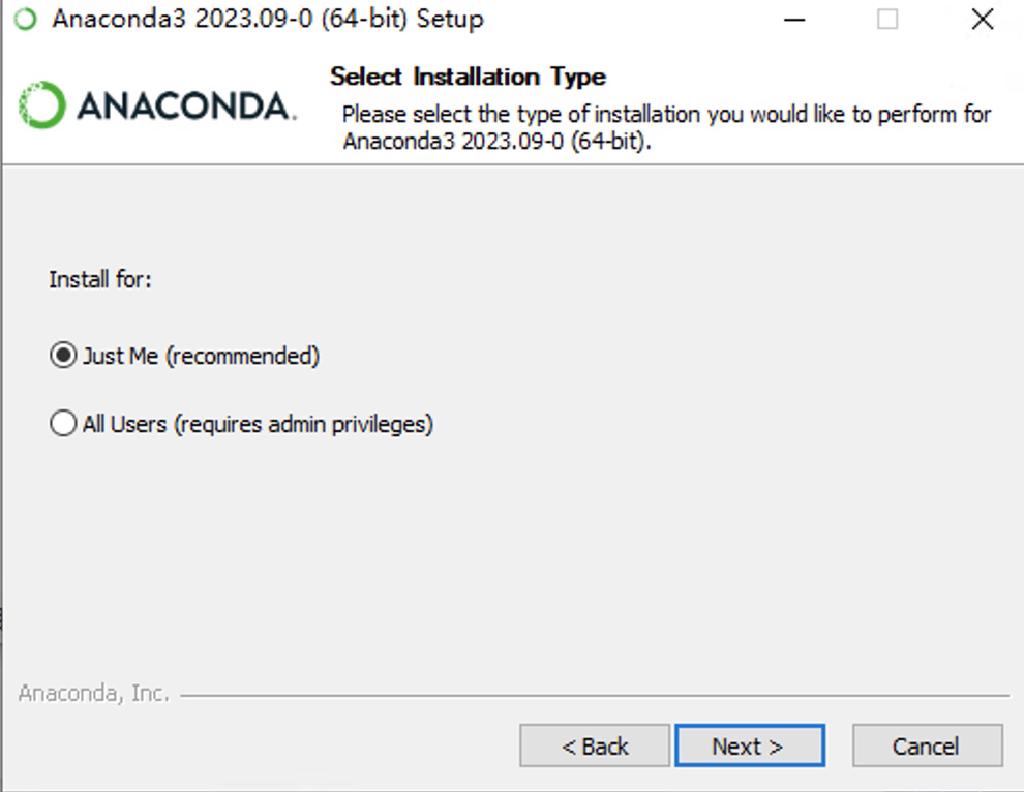 Anaconda3 2023.09-0 (64-bit) Setup
ANACONDA.
Select Installation Type
Please select the type of installation you would like to perform for
Anaconda3 2023.09-0 (64-bit).
Install for:
Just Me (recommended)
All Users (requires admin privileges)
Anaconda, Inc.
< Back
Next >
Cancel